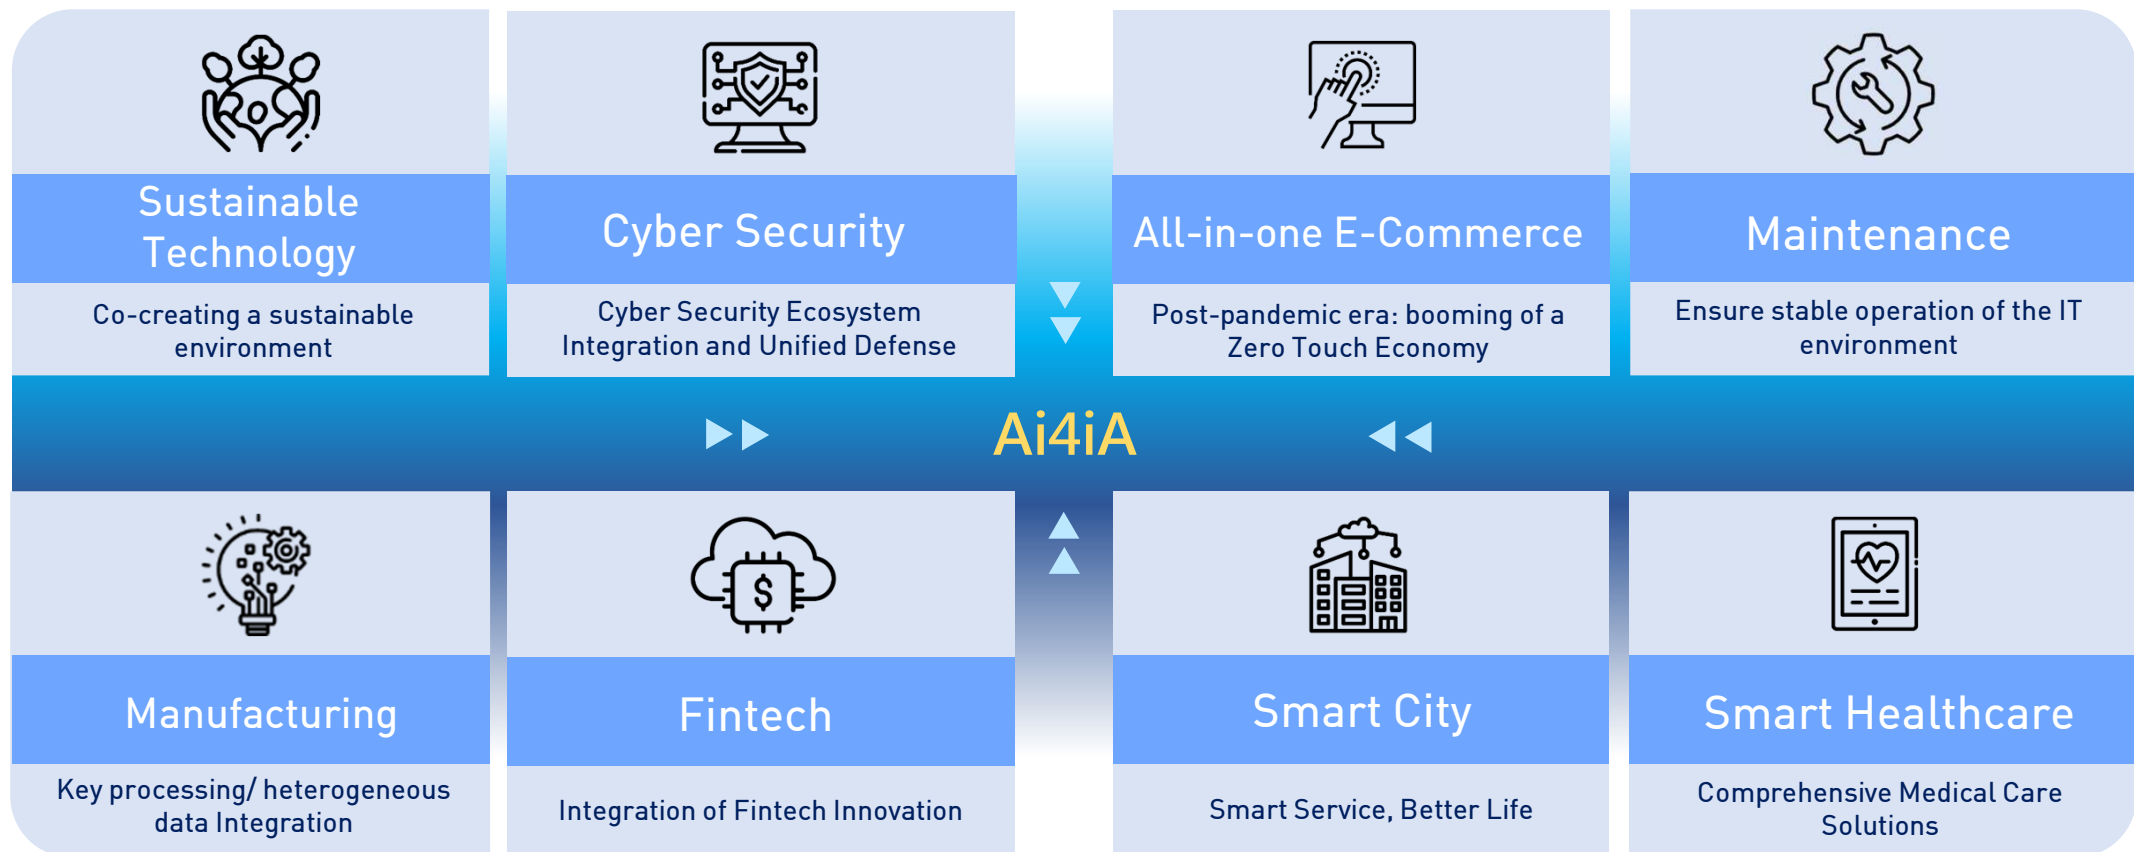 Sustainable
Technology
Co-creating a sustainable
environment
Cyber Security
Cyber Security Ecosystem
Integration and Unified Defense
All-in-one E-Commerce
Post-pandemic era: booming of a
Zero Touch Economy
Maintenance
Ensure stable operation of the IT
environment
Ai4iA
Manufacturing
Key processing/ heterogeneous
data Integration
$
Fintech
Integration of Fintech Innovation
Smart City
Smart Service, Better Life
Smart Healthcare
Comprehensive Medical Care
Solutions